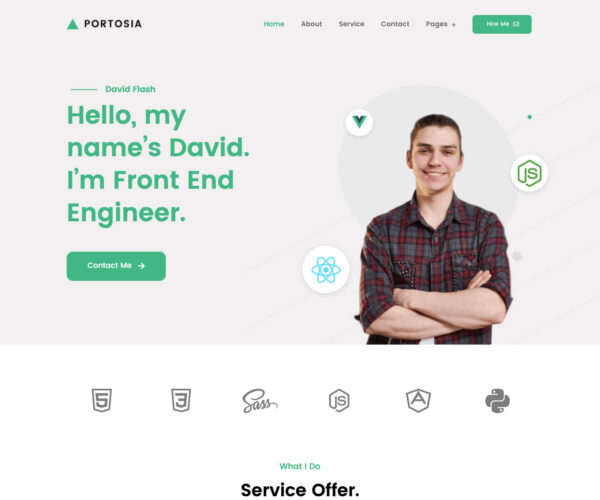 PORTOSIA
Home About Service Contact Pages +
Hire Me
David Flash
Hello, my
name's David.
I'm Front End
Engineer.
Contact Me
JS
5
3
Sass
JS
A
What I Do
Service Offer.